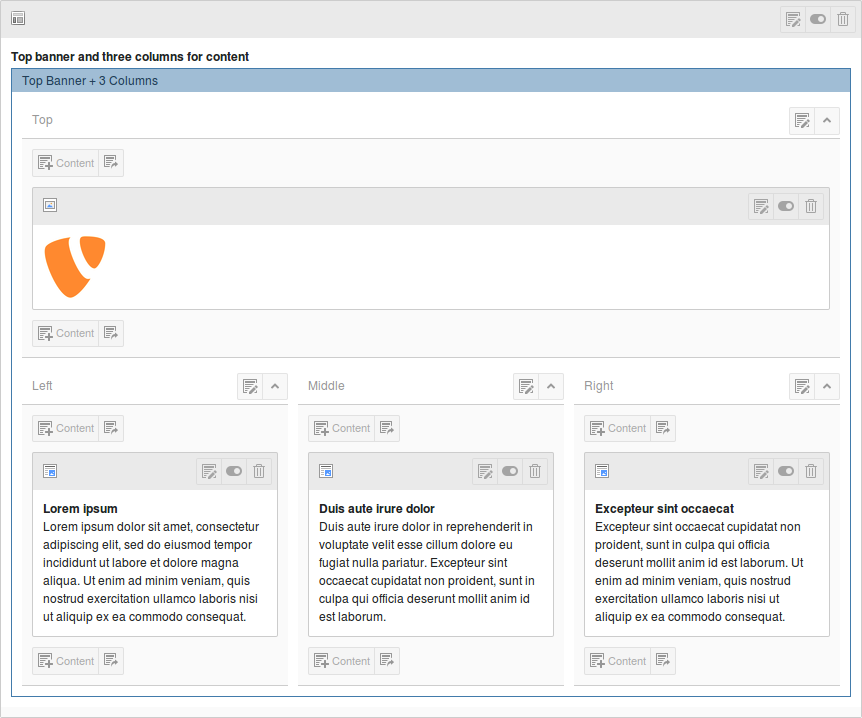 Top banner and three columns for content
Top Banner + 3 Columns
Top
Content
Content
Left
Middle
Right
Content
Content
Content
Lorem ipsum
Lorem ipsum dolor sit amet, consectetur
adipiscing elit, sed do eiusmod tempor
incididunt ut labore et dolore magna
aliqua. Ut enim ad minim veniam, quis
nostrud exercitation ullamco laboris nisi
ut aliquip ex ea commodo consequat.
Duis aute irure dolor
Duis aute irure dolor in reprehenderit in
voluptate velit esse cillum dolore eu
fugiat nulla pariatur. Excepteur sint
occaecat cupidatat non proident, sunt in
culpa qui officia deserunt mollit anim id
est laborum.
Excepteur sint occaecat
Excepteur sint occaecat cupidatat non
proident, sunt in culpa qui officia
deserunt mollit anim id est laborum. Ut
enim ad minim veniam, quis nostrud
exercitation ullamco laboris nisi ut
aliquip ex ea commodo consequat.
Content
Content
Content